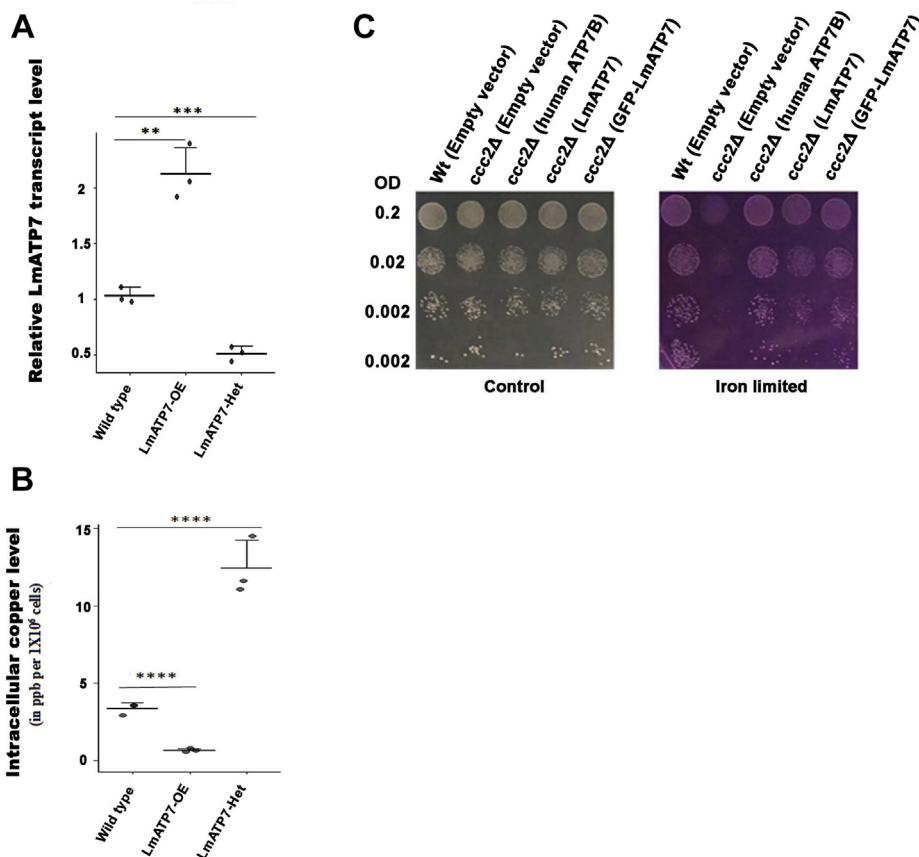 A
Relative LmATP7 transcript level
***
**
2
1.5
1
0.5
Wild type
LmATP7-OE
LmATP7-Het
B
Intracellular copper level
(in ppb per 1X10⁶ cells)
****
****
15
10
5
0
Wild type
LmATP7-OE
LmATP7-Het
C
Wt (Empty vector)
ccc2Δ (Empty vector)
ccc2Δ (human ATP7B)
ccc2Δ (LmATP7)
ccc2Δ (GFP-LmATP7)
Wt (Empty vector)
ccc2Δ (Empty vector)
ccc2Δ (human ATP7B)
ccc2Δ (LmATP7)
ccc2Δ (GFP-LmATP7)
OD
0.2
0.02
0.002
0.002
Control
Iron limited